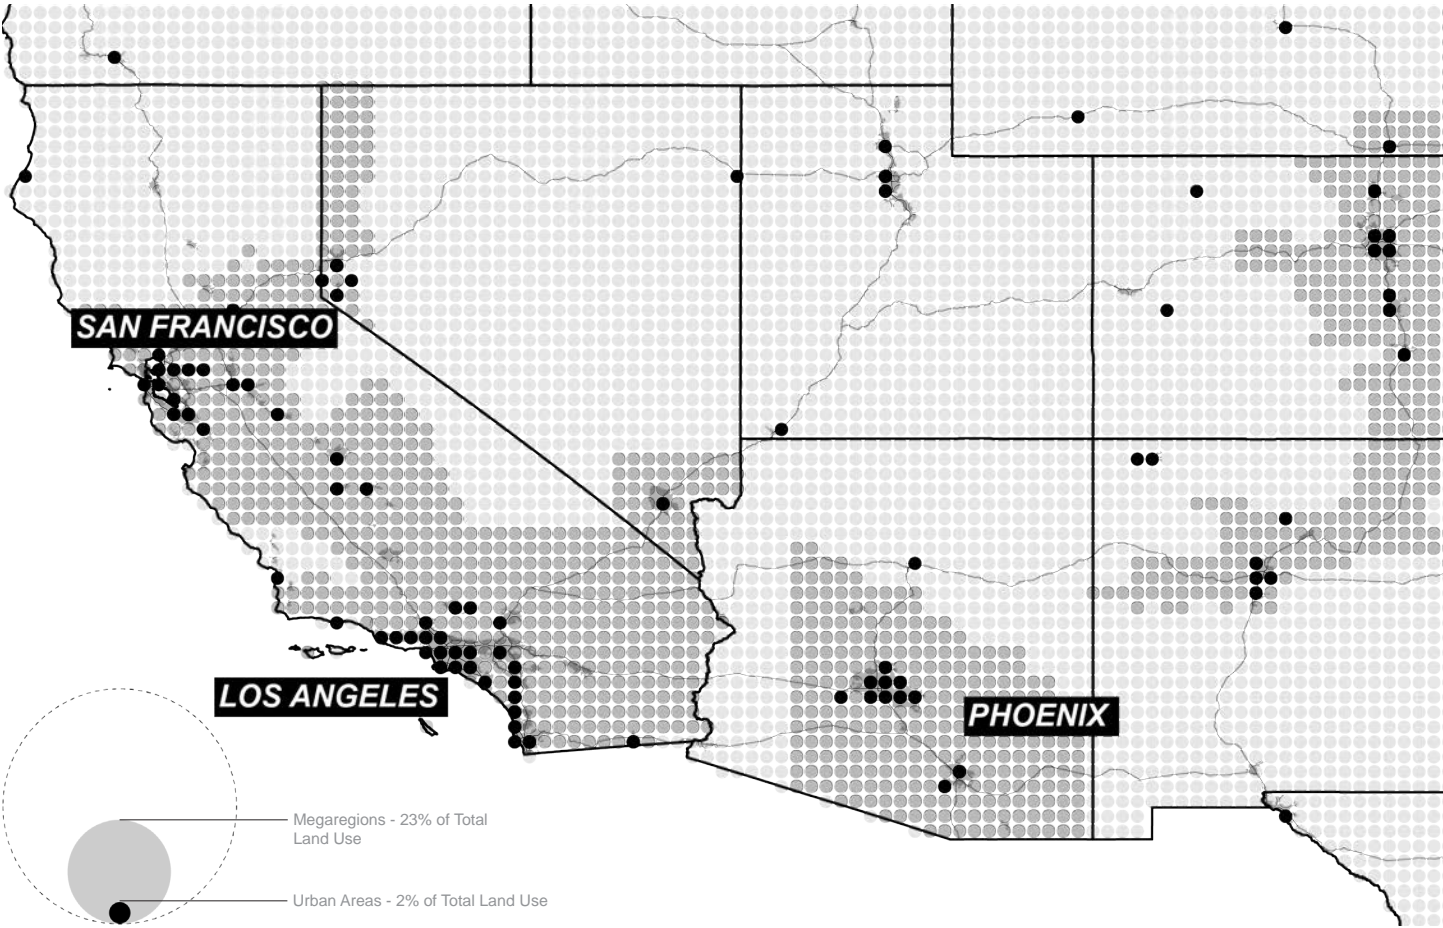 SAN FRANCISCO
LOS ANGELES
PHOENIX
Megaregions - 23% of Total
Land Use
Urban Areas - 2% of Total Land Use